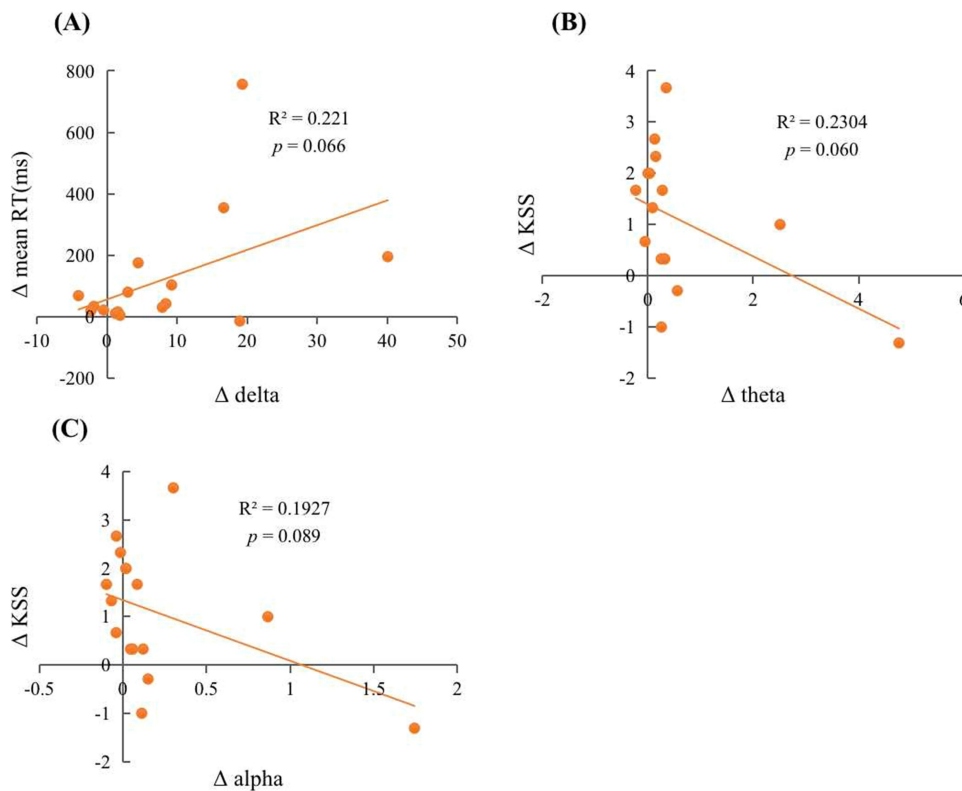 (A)
800
600
400
200
0
-200
-10
0
10
20
30
40
50
R² = 0.221
p = 0.066
Δ mean RT(ms)
Δ delta
(B)
4
3
2
1
0
-1
-2
-2
0
2
4
6
R² = 0.2304
p = 0.060
Δ KSS
Δ theta
(C)
4
3
2
1
0
-1
-2
-0.5
0
0.5
1
1.5
2
R² = 0.1927
p = 0.089
Δ KSS
Δ alpha